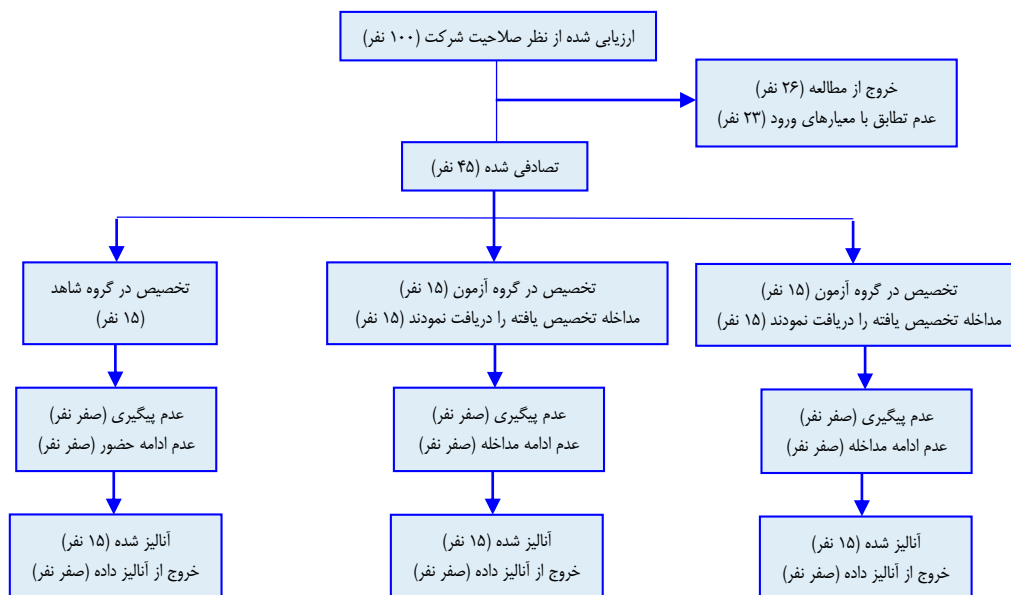 ارزیابی شده از نظر صلاحیت شرکت (۱۰۰ نفر)
خروج از مطالعه (۲۶ نفر)
عدم تطابق با معیارهای ورود (۲۳ نفر)
تصادفی شده (۴۵ نفر)
تخصیص در گروه آزمون (۱۵ نفر)
مداخله تخصیص یافته را دریافت نمودند (۱۵ نفر)
تخصیص در گروه آزمون (۱۵ نفر)
مداخله تخصیص یافته را دریافت نمودند (۱۵ نفر)
تخصیص در گروه شاهد
(۱۵ نفر)
عدم پیگیری (صفر نفر)
عدم ادامه مداخله (صفر نفر)
عدم پیگیری (صفر نفر)
عدم ادامه مداخله (صفر نفر)
عدم پیگیری (صفر نفر)
عدم ادامه حضور (صفر نفر)
آنالیز شده (۱۵ نفر)
خروج از آنالیز داده (صفر نفر)
آنالیز شده (۱۵ نفر)
خروج از آنالیز داده (صفر نفر)
آنالیز شده (۱۵ نفر)
خروج از آنالیز داده (صفر نفر)